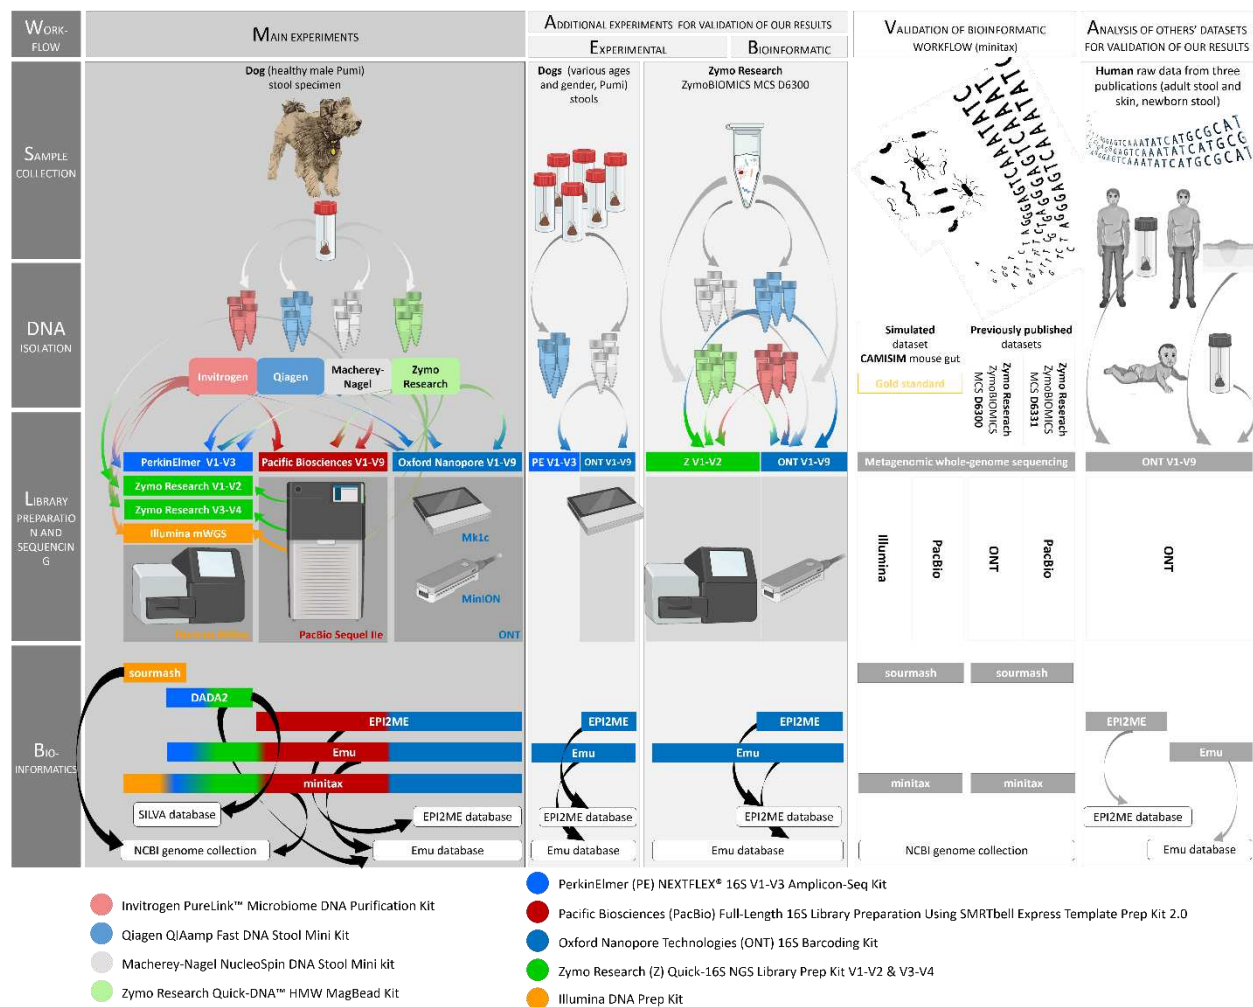 WORK-
FLOW
MAIN EXPERIMENTS
ADDITIONAL EXPERIMENTS FOR VALIDATION OF OUR RESULTS
EXPERIMENTAL
BIOINFORMATIC
VALIDATION OF BIOINFORMATIC
WORKFLOW (minitax)
ANALYSIS OF OTHERS' DATASETS
FOR VALIDATION OF OUR RESULTS
SAMPLE
COLLECTION
Dog (healthy male Pumi)
stool specimen
Dogs (various ages
and gender, Pumi)
stools
Zymo Research
ZymoBIOMICS MCS D6300
Human raw data from three
publications (adult stool and
skin, newborn stool)
DNA
ISOLATION
Invitrogen
Qiagen
Macherey-
Nagel
Zymo
Research
Simulated
dataset
CAMISIM mouse gut
Gold standard
Previously published
datasets
Zymo Reserach
ZymoBIOMICS
MCS D6300
Zymo Reserach
ZymoBIOMICS
MCS D6331
LIBRARY
PREPARATIO
N AND
SEQUENCIN
G
PerkinElmer V1-V3
Pacific Biosciences V1-V9
Oxford Nanopore V1-V9
PE V1-V3
ONT V1-V9
Z V1-V2
ONT V1-V9
Metagenomic whole-genome sequencing
ONT V1-V9
Zymo Research V1-V2
Zymo Research V3-V4
Illumina mWGS
Mk1c
MinION
PacBio Sequel IIe
ONT
Illumina
PacBio
ONT
PacBio
ONT
BIO-
INFORMATICS
sourmash
DADA2
EPI2ME
Emu
minitax
SILVA database
EPI2ME database
NCBI genome collection
Emu database
EPI2ME
Emu
EPI2ME database
Emu database
EPI2ME
Emu
EPI2ME database
Emu database
sourmash
sourmash
minitax
minitax
NCBI genome collection
EPI2ME
Emu
EPI2ME database
Emu database
Invitrogen PureLink™ Microbiome DNA Purification Kit
Qiagen QIAamp Fast DNA Stool Mini Kit
Macherey-Nagel NucleoSpin DNA Stool Mini kit
Zymo Research Quick-DNA™ HMW MagBead Kit
PerkinElmer (PE) NEXTFLEX® 16S V1-V3 Amplicon-Seq Kit
Pacific Biosciences (PacBio) Full-Length 16S Library Preparation Using SMRTbell Express Template Prep Kit 2.0
Oxford Nanopore Technologies (ONT) 16S Barcoding Kit
Zymo Research (Z) Quick-16S NGS Library Prep Kit V1-V2 & V3-V4
Illumina DNA Prep Kit